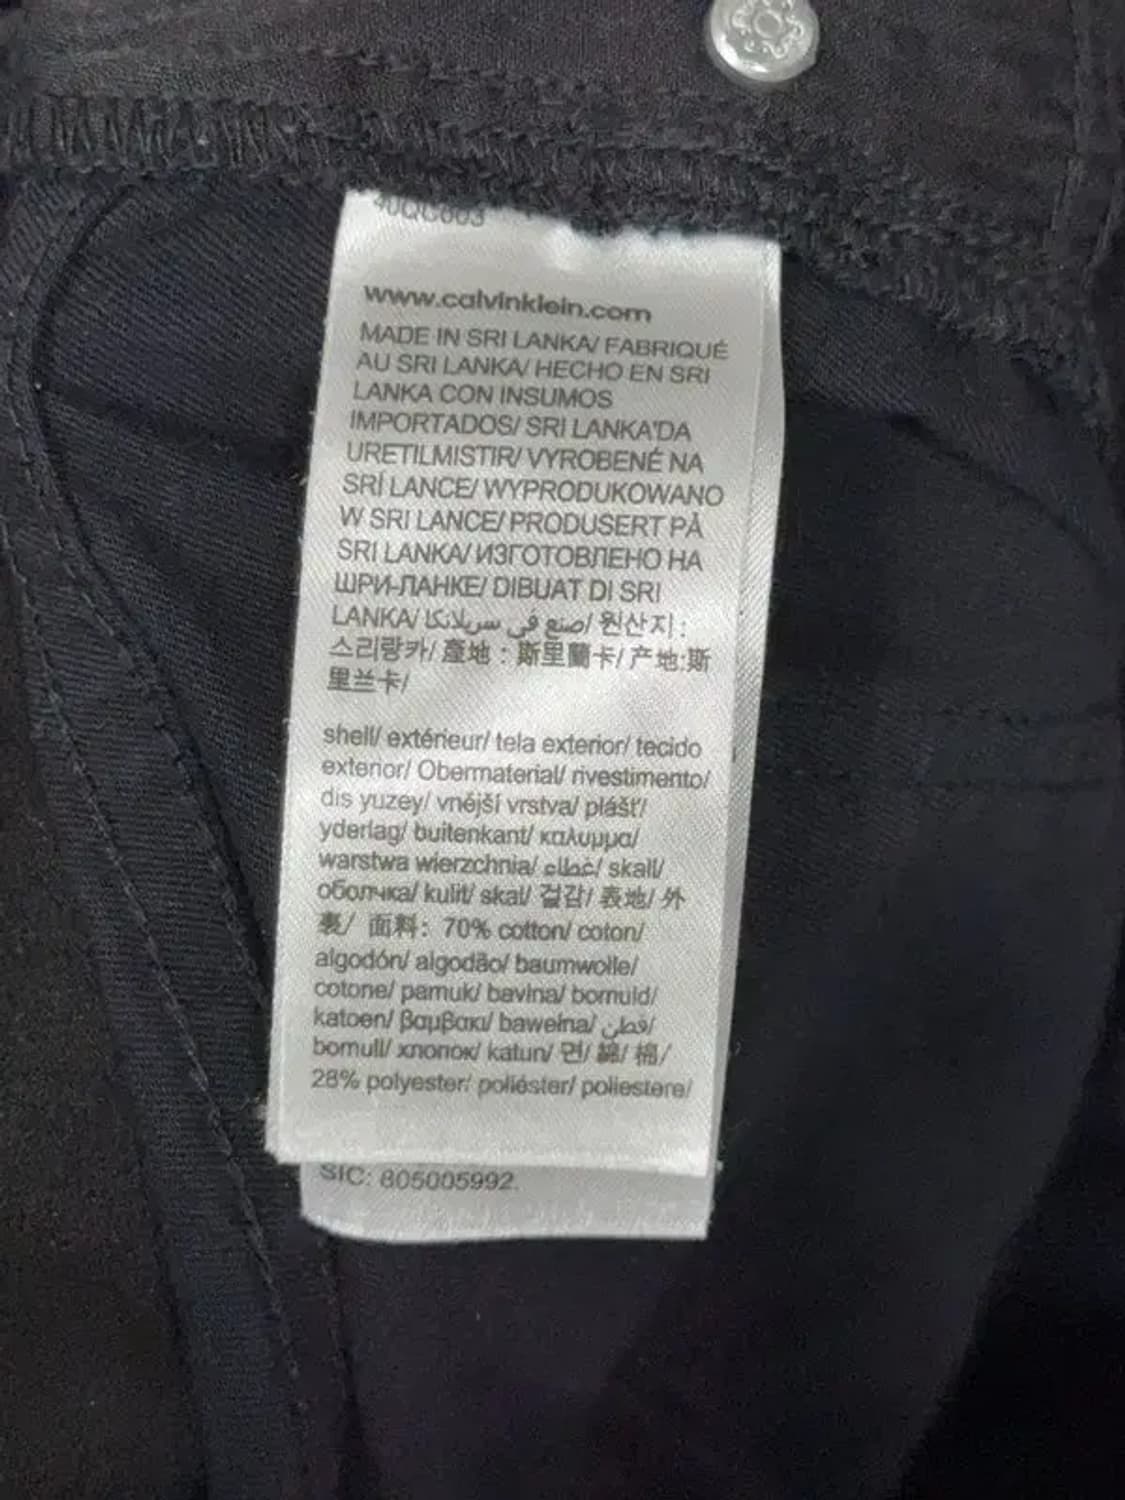 40QC603
www.calvinklein.com
MADE IN SRI LANKA/ FABRIQUÉ
AU SRI LANKA/ HECHO EN SRI
LANKA CON INSUMOS
IMPORTADOS/ SRI LANKA'DA
URETILMISTIR/ VYROBENÉ NA
SRÍ LANCE/ WYPRODUKOWANO
W SRI LANCE/ PRODUSERT PÅ
SRI LANKA/ ИЗГОТОВЛЕНО НА
ШРИ-ЛАНКЕ/ DIBUAT DI SRI
LANKA/ صنع في سريلانكا/ 원산지:
스리랑카/ 產地：斯里蘭卡/ 产地:斯
里兰卡/
shell/ extérieur/ tela exterior/ tecido
exterior/ Obermaterial/ rivestimento/
dis yuzey/ vnější vrstva/ plášť/
yderlag/ buitenkant/ καλυμμα/
warstwa wierzchnia/ غطاء/ skall/
оболчка/ kulit/ skal/ 겉감/ 表地/ 外
裏/ 面料：70% cotton/ coton/
algodón/ algodão/ baumwolle/
cotone/ pamuk/ bavlna/ bomuld/
katoen/ βαμβακι/ bawełna/ قطن/
bomull/ хлопок/ katun/ 면/ 綿/ 棉/
28% polyester/ poliéster/ poliestere/
SIC: 805005992.